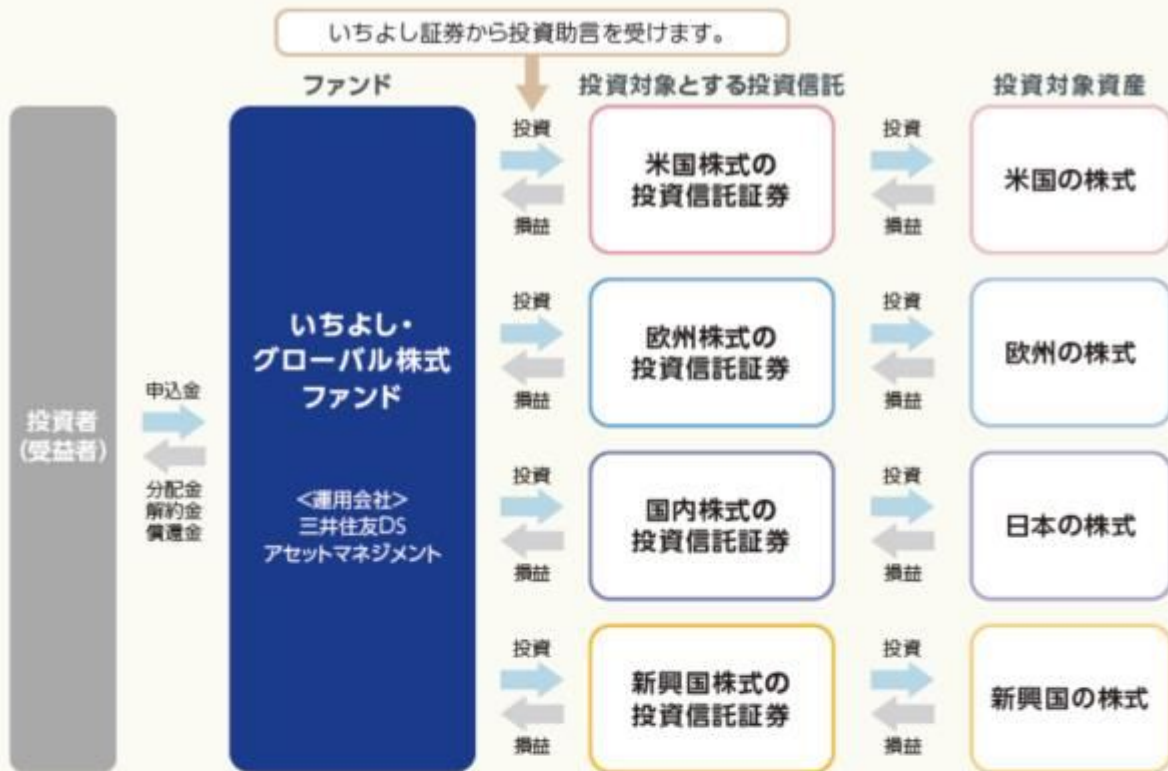 いちよし証券から投資助言を受けます。
ファンド
投資対象とする投資信託
投資対象資産
投資者
(受益者)
申込金
分配金
解約金
償還金
いちよし・
グローバル株式
ファンド
<運用会社>
三井住友DS
アセットマネジメント
投資
損益
米国株式の
投資信託証券
投資
損益
米国の株式
投資
損益
欧州株式の
投資信託証券
投資
損益
欧州の株式
投資
損益
国内株式の
投資信託証券
投資
損益
日本の株式
投資
損益
新興国株式の
投資信託証券
投資
損益
新興国の株式